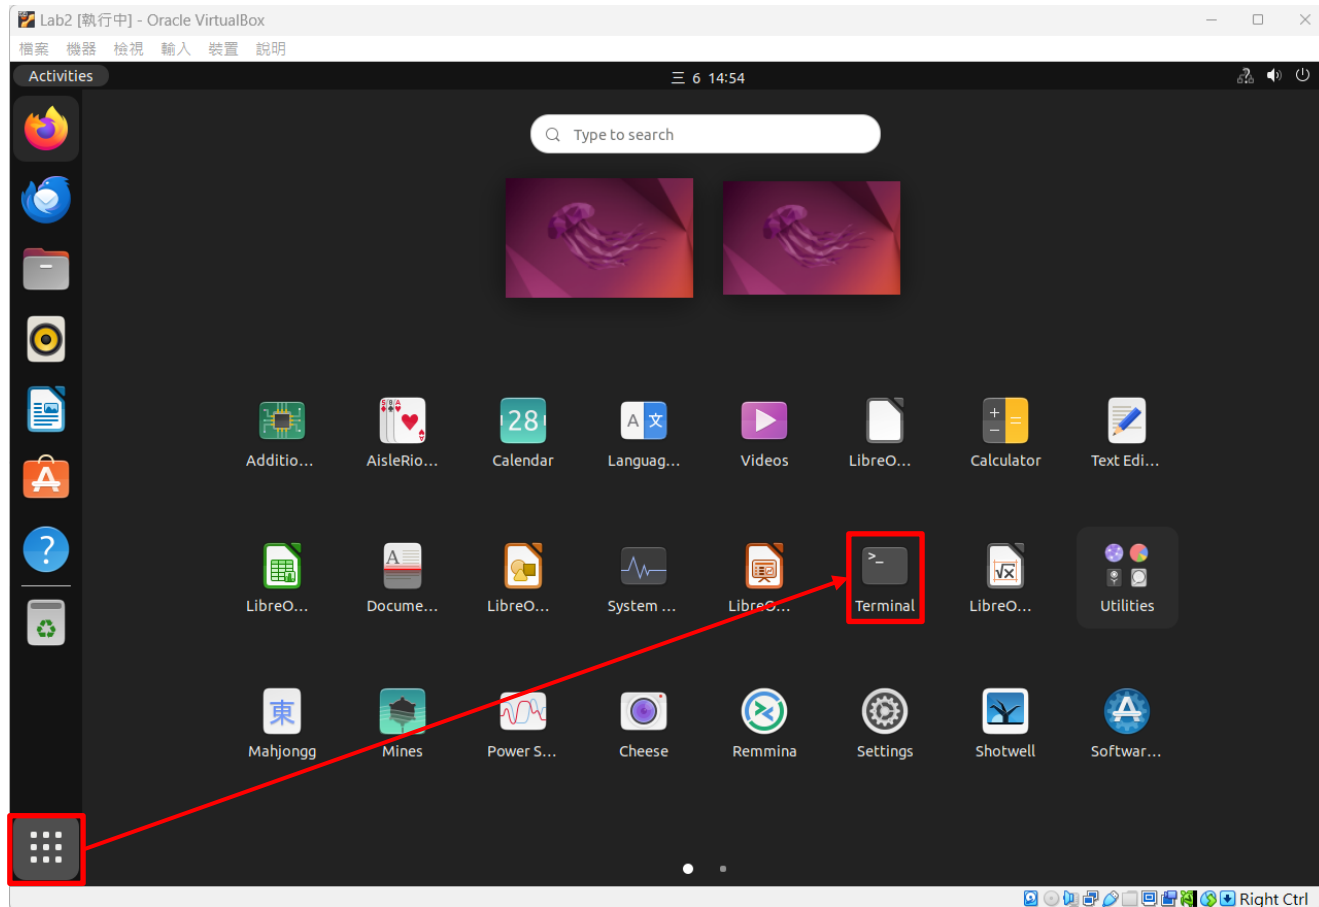 Lab2 [執行中] - Oracle VirtualBox
檔案 機器 檢視 輸入 裝置 說明
Activities
三 6 14:54
Type to search
Additio... AisleRio... Calendar Languag... Videos LibreO... Calculator Text Edi...
LibreO... Docume... LibreO... System ... LibreO... Terminal LibreO... Utilities
Mahjongg Mines Power S... Cheese Remmina Settings Shotwell Softwar...
Right Ctrl